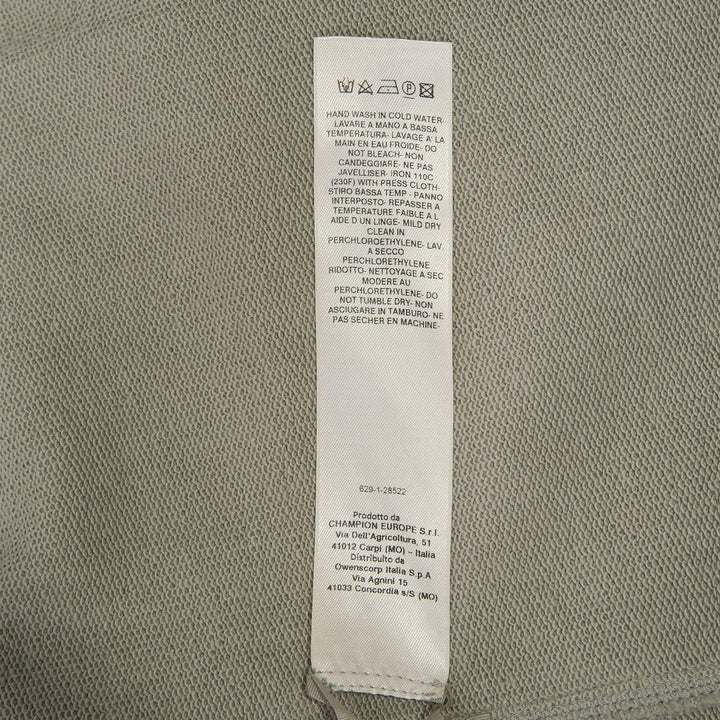 P
HAND WASH IN COLD WATER-
LAVARE A MANO A BASSA
TEMPERATURA- LAVAGE A LA
MAIN EN EAU FROIDE- DO
NOT BLEACH- NON
CANDEGGIARE- NE PAS
JAVELLISER- IRON 110C
(230F) WITH PRESS CLOTH-
STIRO BASSA TEMP - PANNO
INTERPOSTO- REPASSER A
TEMPERATURE FAIBLE A L
AIDE D UN LINGE- MILD DRY
CLEAN IN
PERCHLOROETHYLENE- LAV.
A SECCO
PERCHLOROETHYLENE
RIDOTTO- NETTOYAGE A SEC
MODERE AU
PERCHLOROETHYLENE- DO
NOT TUMBLE DRY- NON
ASCIUGARE IN TAMBURO- NE
PAS SECHER EN MACHINE-
629-1-28522
Prodotto da
CHAMPION EUROPE S.r.l.
Via Dell'Agricoltura, 51
41012 Carpi (MO) – Italia
Distribuito da
Owenscorp Italia S.p.A
Via Agnini 15
41033 Concordia s/S (MO)